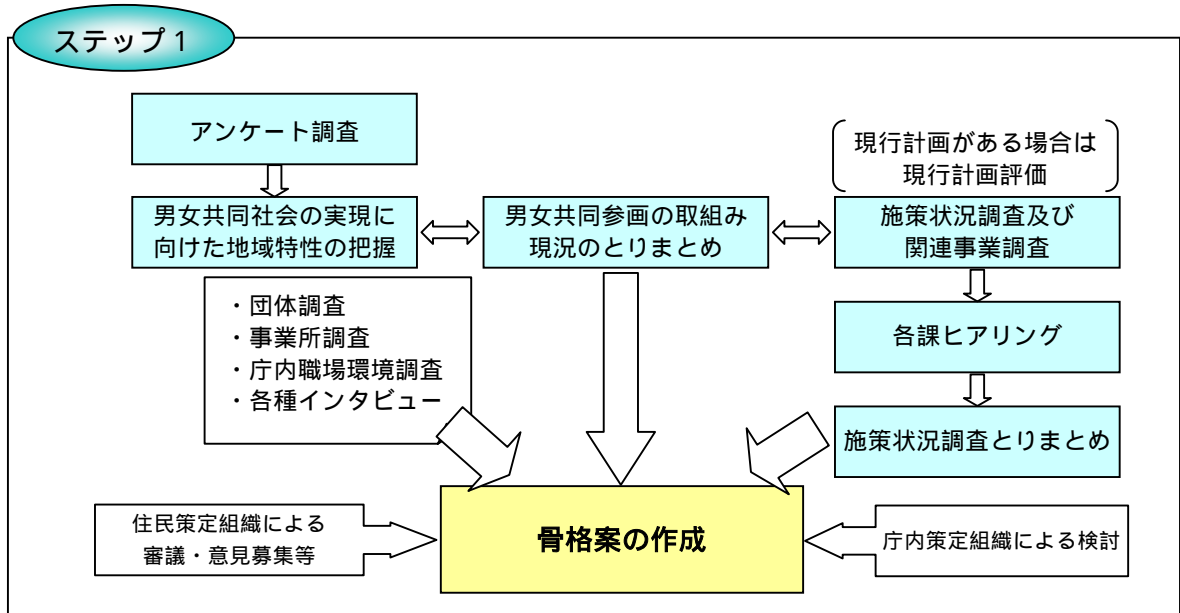 ステップ1
アンケート調査
現行計画がある場合は
現行計画評価
男女共同社会の実現に
向けた地域特性の把握
男女共同参画の取組み
現況のとりまとめ
施策状況調査及び
関連事業調査
・団体調査
・事業所調査
・庁内職場環境調査
・各種インタビュー
各課ヒアリング
施策状況調査とりまとめ
住民策定組織による
審議・意見募集等
骨格案の作成
庁内策定組織による検討